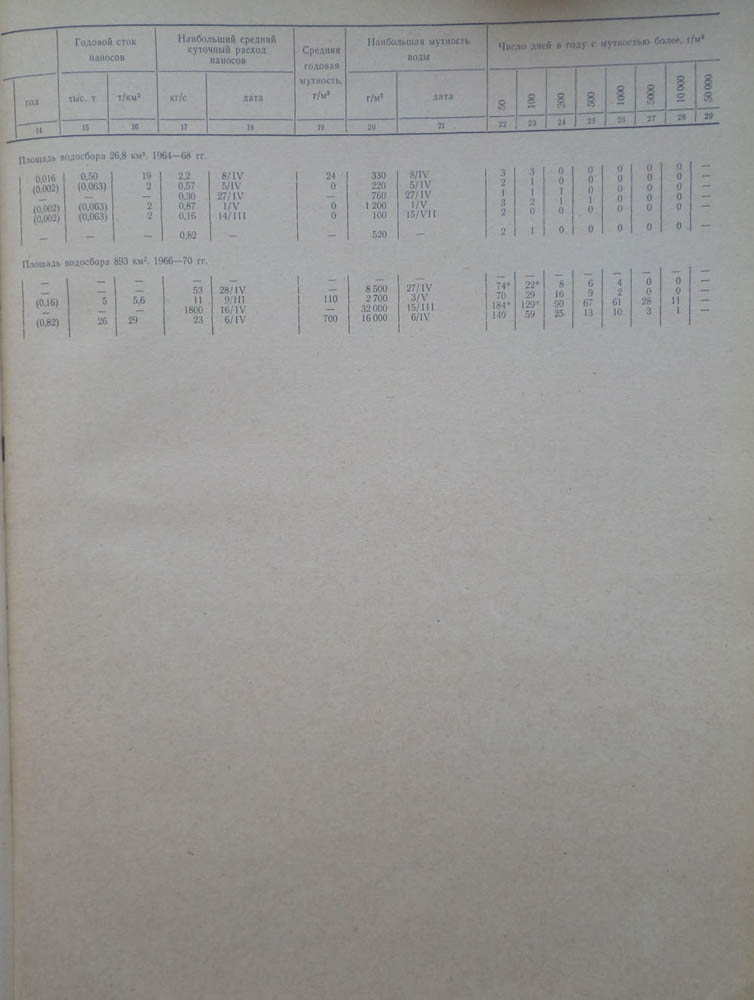 Годовой сток наносов | Наибольший средний суточный расход наносов | Средняя годовая мутность, г/м³ | Наибольшая мутность воды | Число дней в году с мутностью более, г/м³
год | тыс. т | т/км² | кг/с | дата | г/м³ | дата | 50 | 100 | 200 | 500 | 1000 | 5000 | 10 000 | 50 000
14 | 15 | 16 | 17 | 18 | 19 | 20 | 21 | 22 | 23 | 24 | 25 | 26 | 27 | 28 | 29
Площадь водосбора 26,8 км². 1964—68 гг.
0,016 | 0,50 | 19 | 2,2 | 8/IV | 24 | 330 | 8/IV | 3 | 3 | 0 | 0 | 0 | 0 | 0 | —
(0,002) | (0,063) | 2 | 0,57 | 5/IV | 0 | 220 | 5/IV | 2 | 1 | 0 | 0 | 0 | 0 | 0 | —
— | — | — | 0,30 | 27/IV | — | 760 | 27/IV | 1 | 1 | 1 | 0 | 0 | 0 | 0 | —
(0,002) | (0,063) | 2 | 0,87 | 1/V | 0 | 1 200 | 1/V | 3 | 2 | 1 | 1 | 0 | 0 | 0 | —
(0,002) | (0,063) | 2 | 0,16 | 14/III | 0 | 100 | 15/VII | 2 | 0 | 0 | 0 | 0 | 0 | 0 | —
— | — | — | 0,82 | — | — | 520 | — | 2 | 1 | 0 | 0 | 0 | 0 | 0 | —
Площадь водосбора 893 км². 1966—70 гг.
— | — | — | — | — | — | — | — | — | — | — | — | — | — | — | —
— | — | — | 53 | 28/IV | — | 8 500 | 27/IV | 74* | 22* | 8 | 6 | 4 | 0 | 0 | —
(0,16) | 5 | 5,6 | 11 | 9/III | 110 | 2 700 | 3/V | 70 | 29 | 16 | 9 | 2 | 0 | 0 | —
— | — | — | 1800 | 16/IV | — | 32 000 | 15/III | 184* | 129* | 90 | 67 | 61 | 28 | 11 | —
(0,82) | 26 | 29 | 23 | 6/IV | 700 | 16 000 | 6/IV | 149 | 59 | 25 | 13 | 10 | 3 | 1 | —